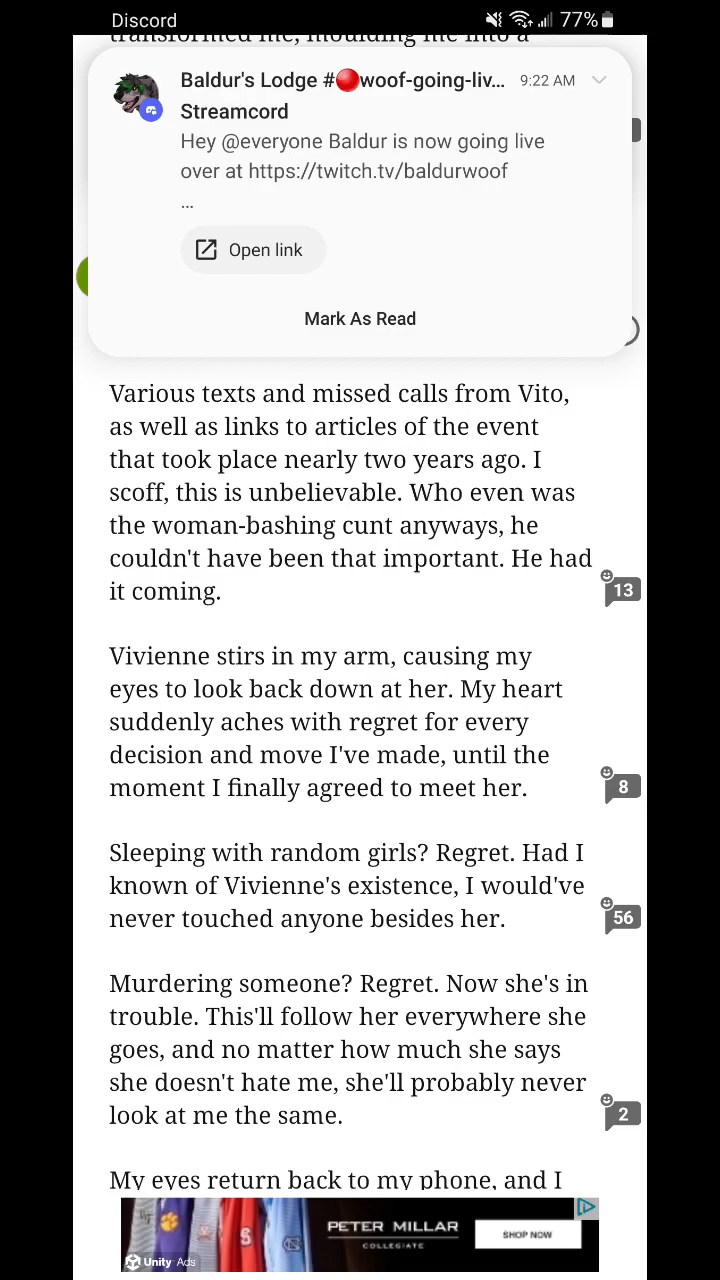 Discord
77%
transformed me, moulding me into a
Baldur's Lodge #🔴woof-going-liv... 9:22 AM
Streamcord
Hey @everyone Baldur is now going live
over at https://twitch.tv/baldurwoof
...
Open link
Mark As Read
Various texts and missed calls from Vito,
as well as links to articles of the event
that took place nearly two years ago. I
scoff, this is unbelievable. Who even was
the woman-bashing cunt anyways, he
couldn't have been that important. He had
it coming.
13
Vivienne stirs in my arm, causing my
eyes to look back down at her. My heart
suddenly aches with regret for every
decision and move I've made, until the
moment I finally agreed to meet her.
8
Sleeping with random girls? Regret. Had I
known of Vivienne's existence, I would've
never touched anyone besides her.
56
Murdering someone? Regret. Now she's in
trouble. This'll follow her everywhere she
goes, and no matter how much she says
she doesn't hate me, she'll probably never
look at me the same.
2
My eyes return back to my phone, and I
PETER MILLAR
COLLEGIATE
SHOP NOW
Unity Ads